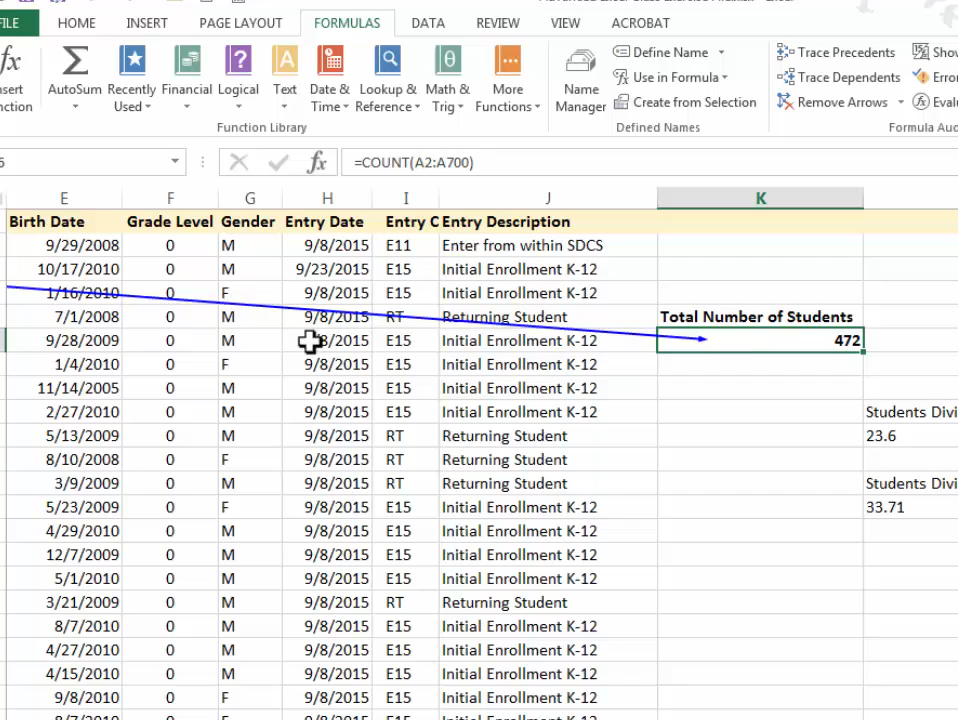 FILE HOME INSERT PAGE LAYOUT FORMULAS DATA REVIEW VIEW ACROBAT
fx Σ ? A θ ... Define Name Trace Precedents Show
Use in Formula Trace Dependents Error
AutoSum Recently Financial Logical Text Date & Lookup & Math & More Name
Used Time Reference Trig Functions Manager Create from Selection Remove Arrows
Function Library Defined Names Formula
fx =COUNT(A2:A700)
E F G H I J K
Birth Date Grade Level Gender Entry Date Entry C Entry Description
9/29/2008 0 M 9/8/2015 E11 Enter from within SDCS
10/17/2010 0 M 9/23/2015 E15 Initial Enrollment K-12
1/16/2010 0 F 9/8/2015 E15 Initial Enrollment K-12
7/1/2008 0 M 9/8/2015 RT Returning Student Total Number of Students
9/28/2009 0 M 8/2015 E15 Initial Enrollment K-12 472
1/4/2010 0 F 9/8/2015 E15 Initial Enrollment K-12
11/14/2005 0 M 9/8/2015 E15 Initial Enrollment K-12
2/27/2010 0 M 9/8/2015 E15 Initial Enrollment K-12 Students Divi
5/13/2009 0 M 9/8/2015 RT Returning Student 23.6
8/10/2008 0 F 9/8/2015 RT Returning Student
3/9/2009 0 M 9/8/2015 RT Returning Student Students Divi
5/23/2009 0 F 9/8/2015 E15 Initial Enrollment K-12 33.71
4/29/2010 0 M 9/8/2015 E15 Initial Enrollment K-12
12/7/2009 0 M 9/8/2015 E15 Initial Enrollment K-12
5/1/2010 0 M 9/8/2015 E15 Initial Enrollment K-12
3/21/2009 0 M 9/8/2015 RT Returning Student
8/7/2010 0 M 9/8/2015 E15 Initial Enrollment K-12
4/27/2010 0 M 9/8/2015 E15 Initial Enrollment K-12
4/15/2010 0 M 9/8/2015 E15 Initial Enrollment K-12
9/8/2010 0 F 9/8/2015 E15 Initial Enrollment K-12